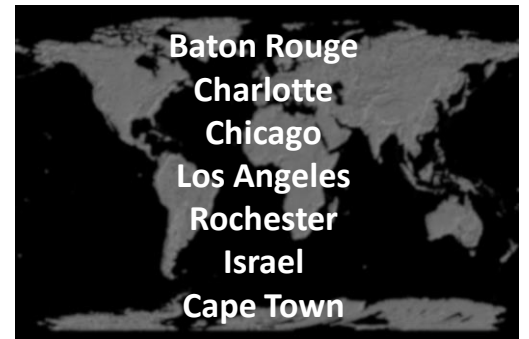 Baton Rouge
Charlotte
Chicago
Los Angeles
Rochester
Israel
Cape Town